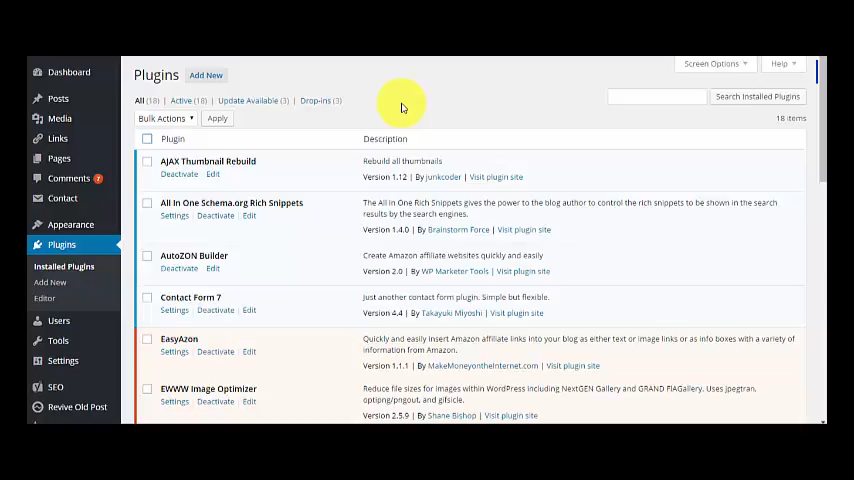 Screen Options ▼
Help ▼
Dashboard
Posts
Media
Links
Pages
Comments 7
Contact
Appearance
Plugins
Installed Plugins
Add New
Editor
Users
Tools
Settings
SEO
Revive Old Post
Plugins Add New
All (18) | Active (18) | Update Available (3) | Drop-ins (3)
Search Installed Plugins
Bulk Actions ▼ Apply
18 items
Plugin Description
AJAX Thumbnail Rebuild
Deactivate | Edit
Rebuild all thumbnails
Version 1.12 | By junkcoder | Visit plugin site
All In One Schema.org Rich Snippets
Settings | Deactivate | Edit
The All In One Rich Snippets gives the power to the blog author to control the rich snippets to be shown in the search
results by the search engines.
Version 1.4.0 | By Brainstorm Force | Visit plugin site
AutoZON Builder
Deactivate | Edit
Create Amazon affiliate websites quickly and easily
Version 2.0 | By WP Marketer Tools | Visit plugin site
Contact Form 7
Settings | Deactivate | Edit
Just another contact form plugin. Simple but flexible.
Version 4.4 | By Takayuki Miyoshi | Visit plugin site
EasyAzon
Settings | Deactivate | Edit
Quickly and easily insert Amazon affiliate links into your blog as either text or image links or as info boxes with a variety of
information from Amazon.
Version 1.1.1 | By MakeMoneyontheInternet.com | Visit plugin site
EWWW Image Optimizer
Settings | Deactivate | Edit
Reduce file sizes for images within WordPress including NextGEN Gallery and GRAND FlAGallery. Uses jpegtran,
optipng/pngout, and gifsicle.
Version 2.5.9 | By Shane Bishop | Visit plugin site